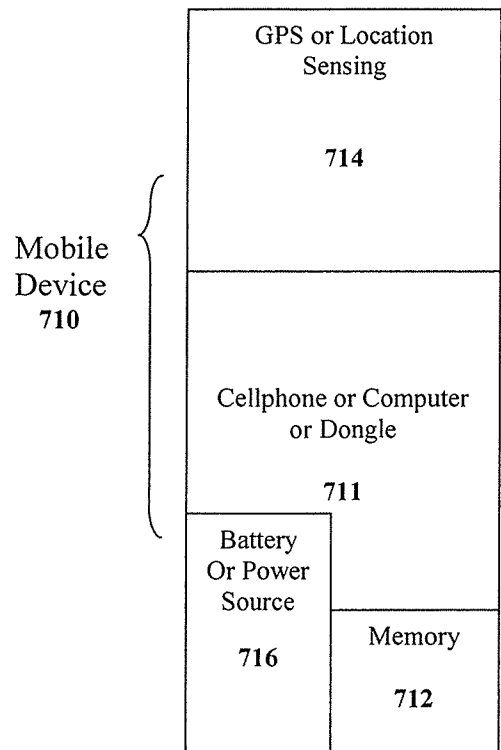 GPS or Location
Sensing
714
Mobile
Device
710
Cellphone or Computer
or Dongle
711
Battery
Or Power
Source
716
Memory
712